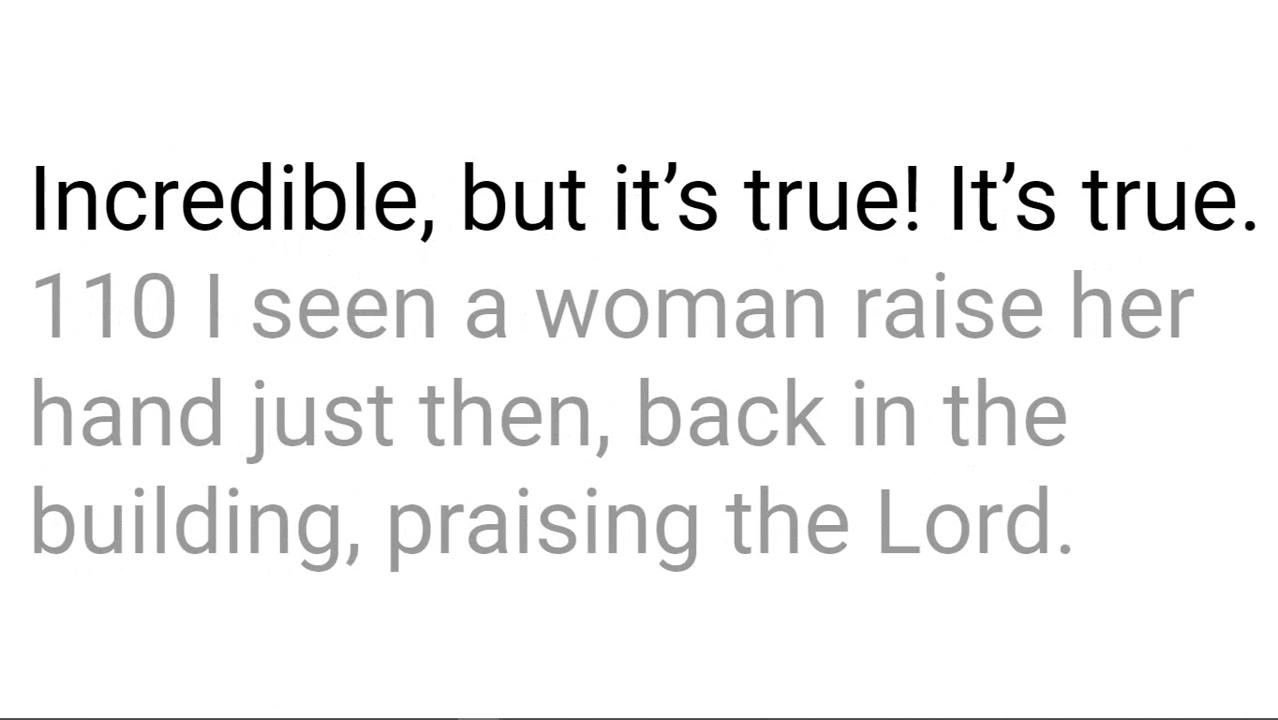 Incredible, but it’s true! It’s true.
110 I seen a woman raise her
hand just then, back in the
building, praising the Lord.